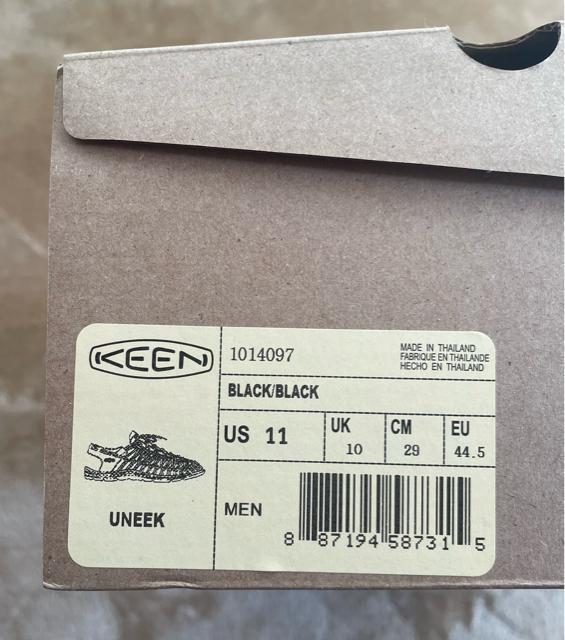 KEEN
UNEEK
1014097
MADE IN THAILAND
FABRIQUE EN THAILANDE
HECHO EN THAILAND
BLACK/BLACK
US 11
UK
10
CM
29
EU
44.5
MEN
8 87194 58731 5